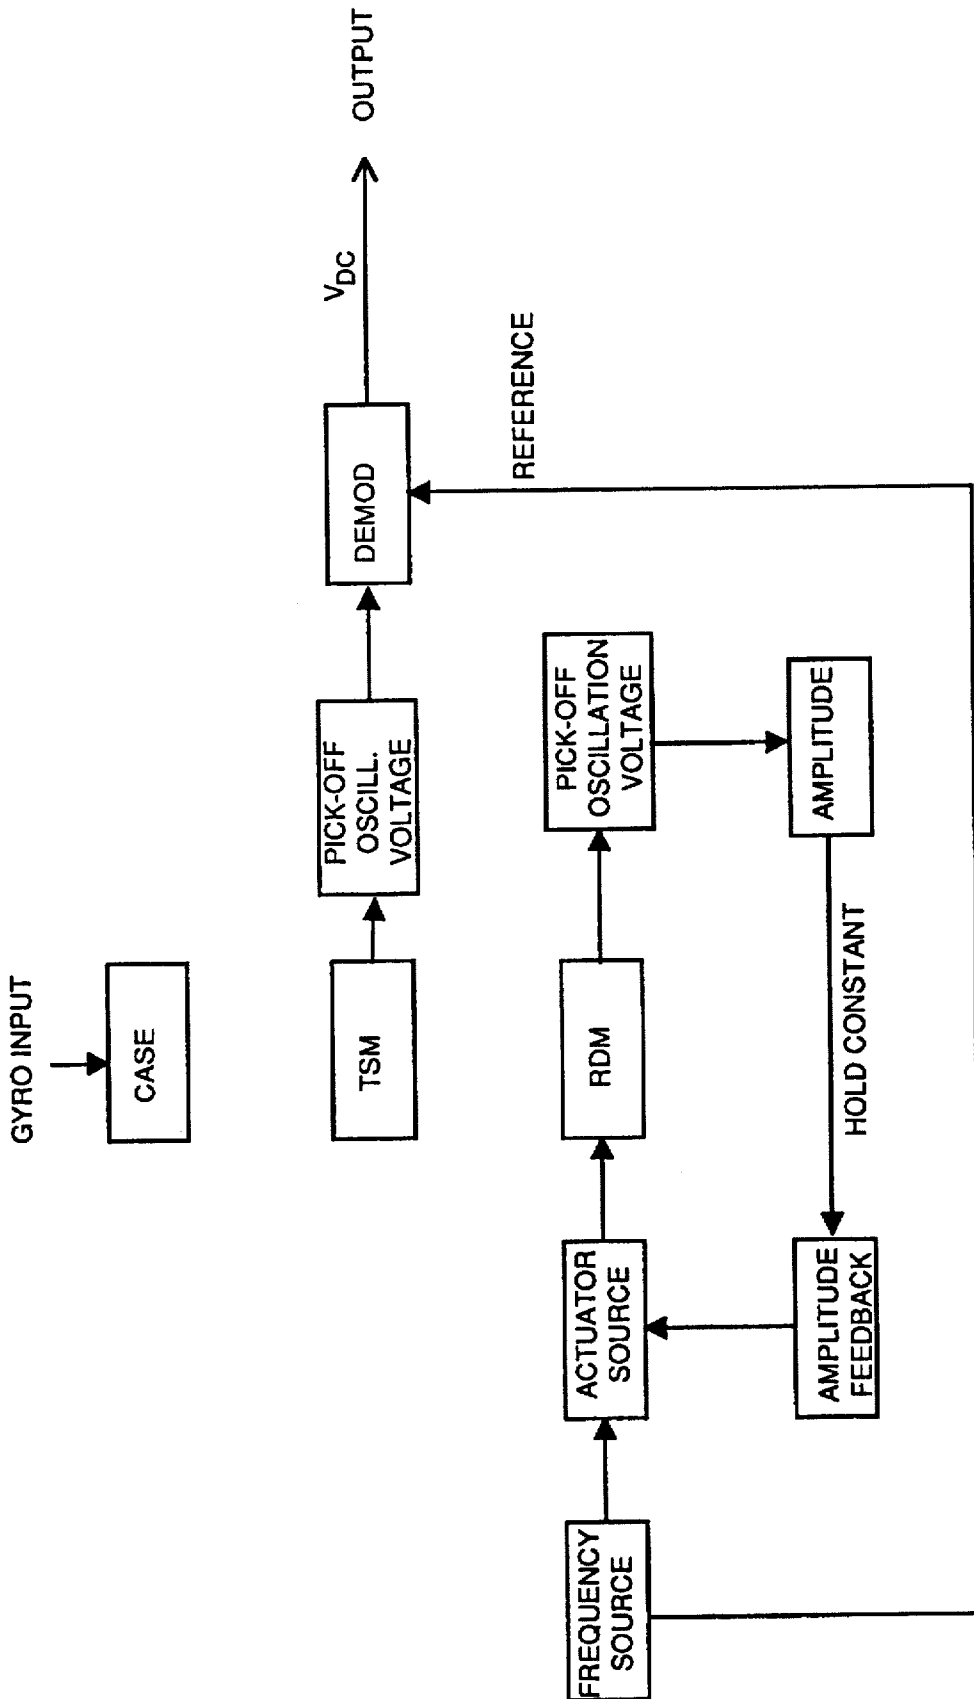 GYRO INPUT
CASE
TSM
PICK-OFF
OSCILL.
VOLTAGE
DEMOD
VDC
OUTPUT
REFERENCE
FREQUENCY
SOURCE
ACTUATOR
SOURCE
RDM
PICK-OFF
OSCILLATION
VOLTAGE
AMPLITUDE
HOLD CONSTANT
AMPLITUDE
FEEDBACK